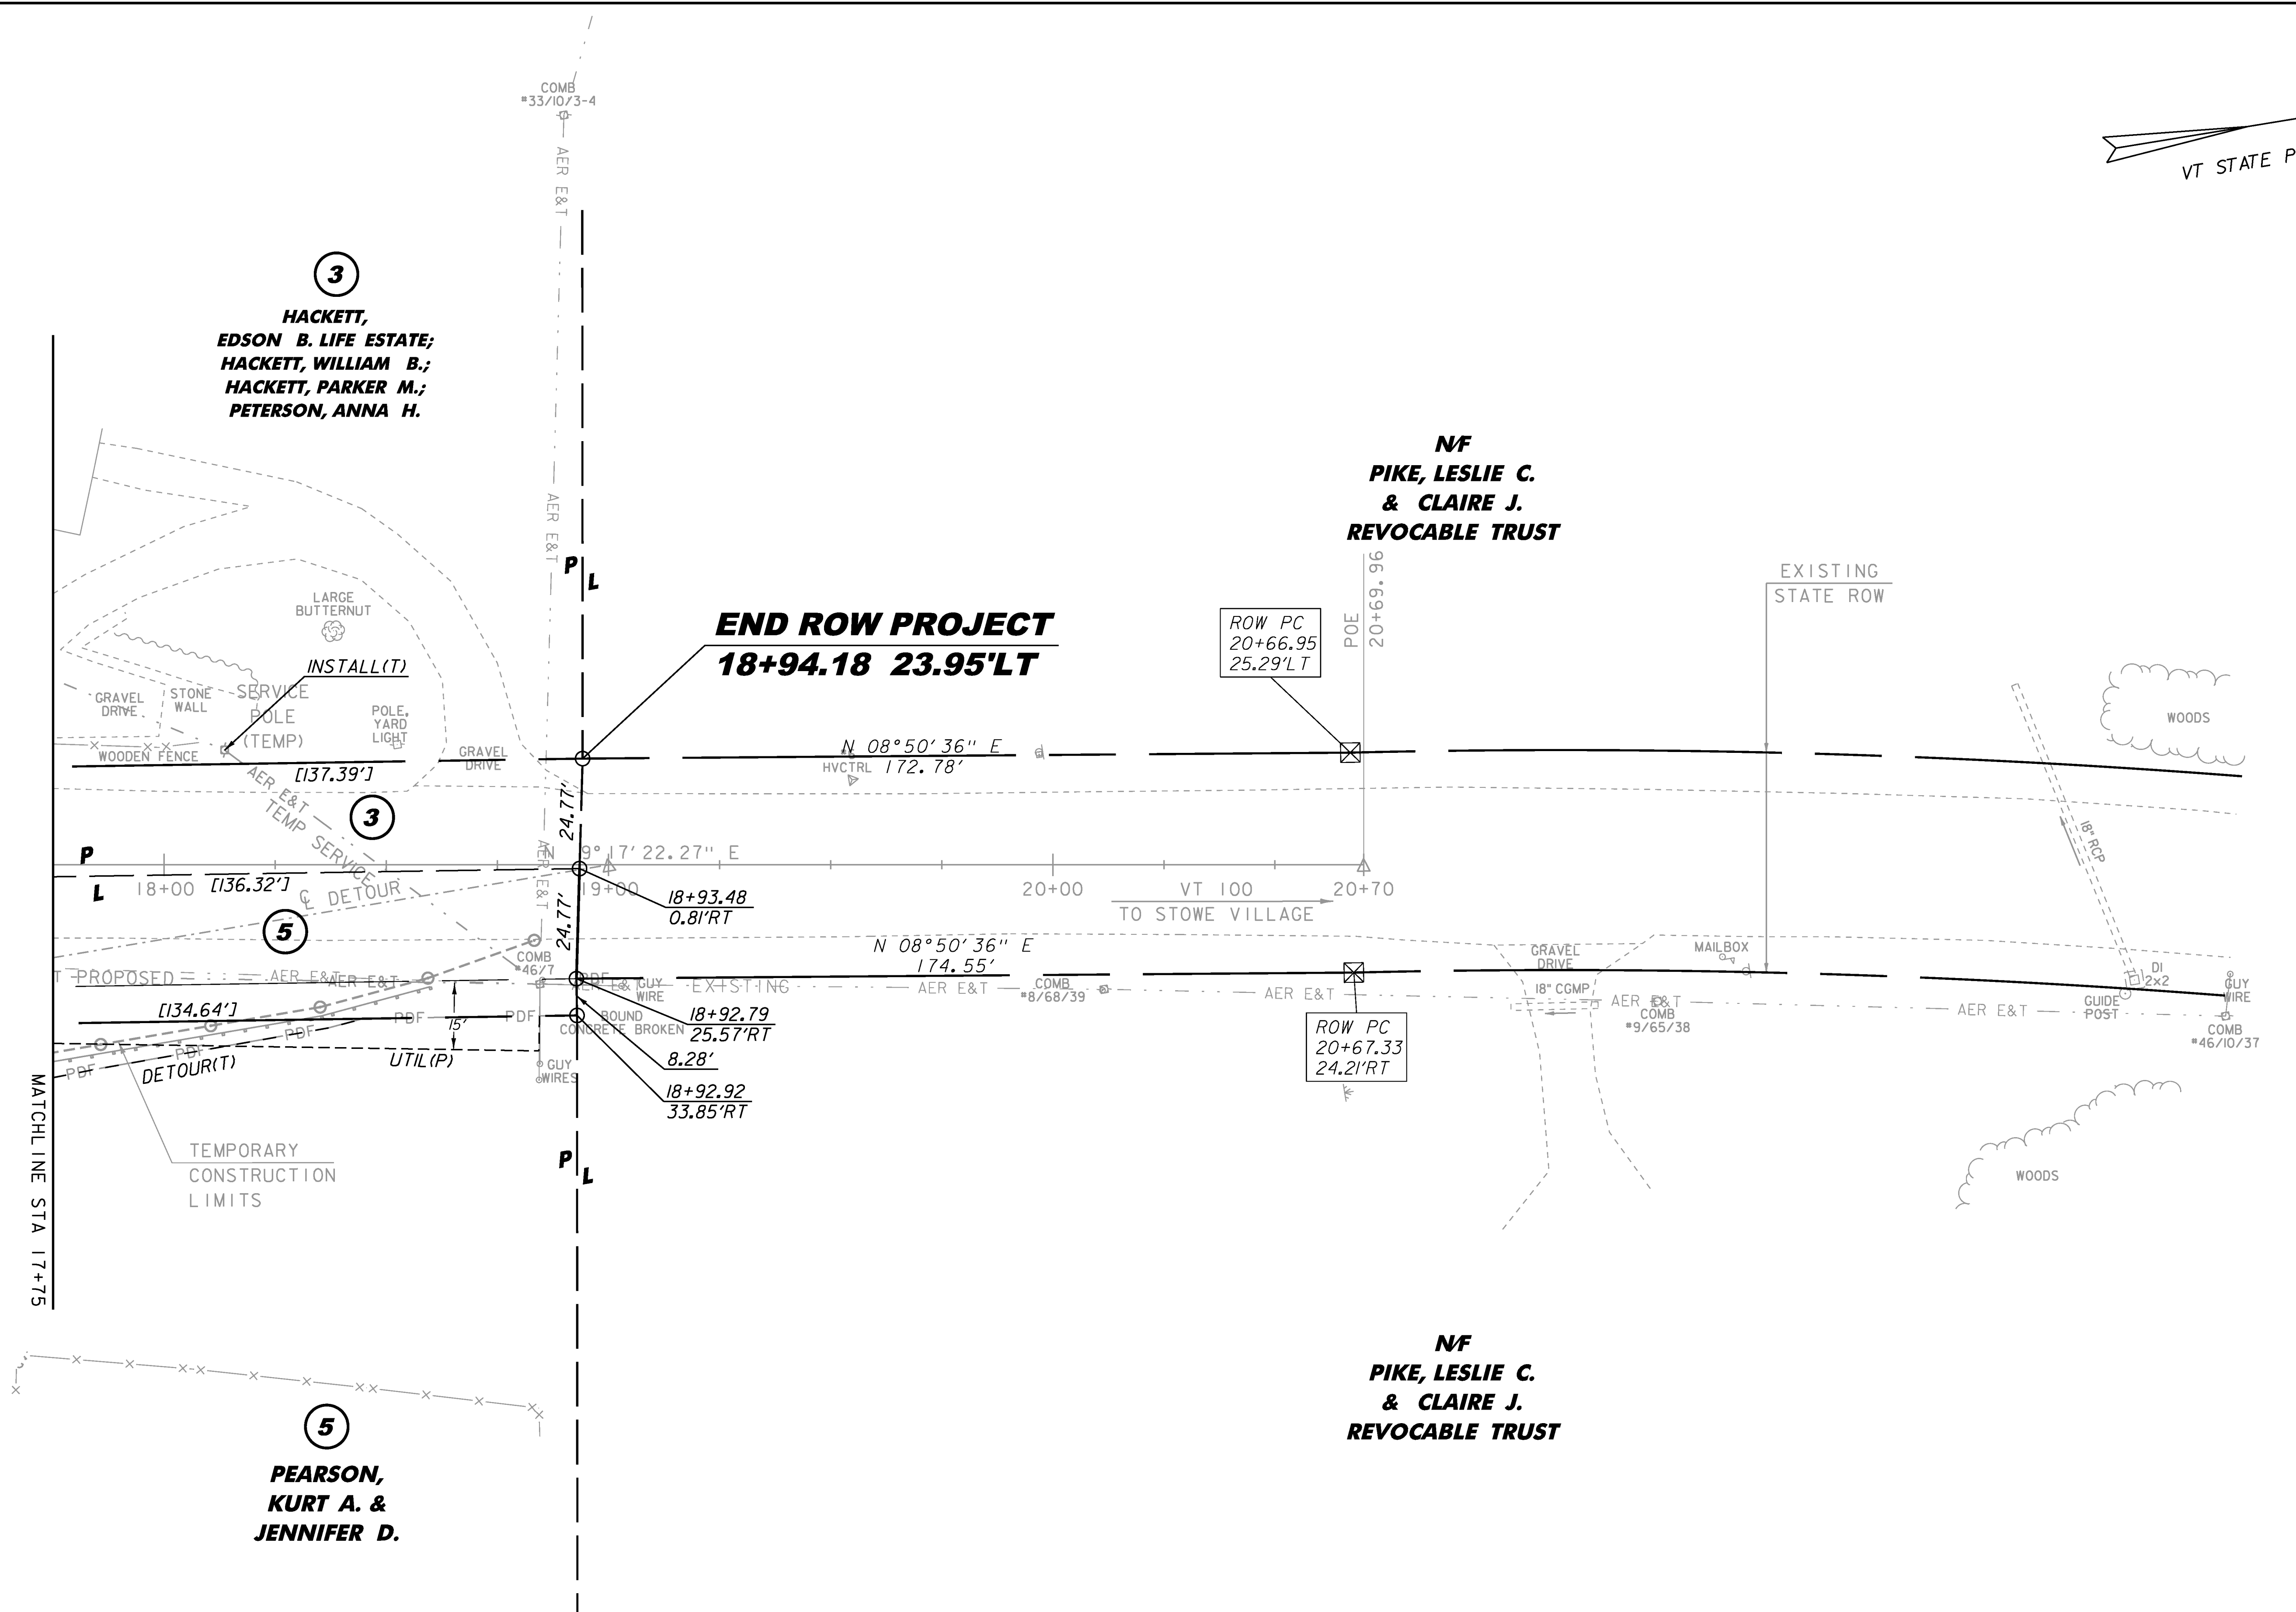 COMB
#33/10/3-4
AER E&T
VT STATE P
3
HACKETT,
EDSON B. LIFE ESTATE;
HACKETT, WILLIAM B.;
HACKETT, PARKER M.;
PETERSON, ANNA H.
AER E&T
P
L
N/F
PIKE, LESLIE C.
& CLAIRE J.
REVOCABLE TRUST
POE 20+69.96
EXISTING
STATE ROW
LARGE
BUTTERNUT
END ROW PROJECT
18+94.18 23.95'LT
ROW PC
20+66.95
25.29'LT
INSTALL(T)
GRAVEL
DRIVE
STONE
WALL
SERVICE
POLE
(TEMP)
POLE,
YARD
LIGHT
WOODEN FENCE
GRAVEL
DRIVE
[137.39']
N 08°50'36" E
172.78'
HVCTRL
WOODS
AER E&T
TEMP SERVICE
3
24.77'
18" RCP
P
L
AER E&T
N 9°17'22.27" E
18+00
[136.32']
19+00
20+00
VT 100
20+70
TO STOWE VILLAGE
℄ DETOUR
18+93.48
0.81'RT
5
24.77'
N 08°50'36" E
174.55'
COMB
#46/7
T PROPOSED
AER E&T
AER E&T
PDF
AER E&T
GUY
WIRE
EXISTING
AER E&T
COMB
#8/68/39
AER E&T
GRAVEL
DRIVE
18" CGMP
AER E&T
COMB
#9/65/38
MAILBOX
AER E&T
DI
2x2
GUIDE
POST
GUY
WIRE
COMB
#46/10/37
[134.64']
PDF
PDF
PDF
PDF
PDF
15'
BOUND
CONCRETE BROKEN
18+92.79
25.57'RT
8.28'
18+92.92
33.85'RT
ROW PC
20+67.33
24.21'RT
UTIL(P)
DETOUR(T)
GUY
WIRES
MATCHLINE STA 17+75
TEMPORARY
CONSTRUCTION
LIMITS
P
L
WOODS
N/F
PIKE, LESLIE C.
& CLAIRE J.
REVOCABLE TRUST
5
PEARSON,
KURT A. &
JENNIFER D.